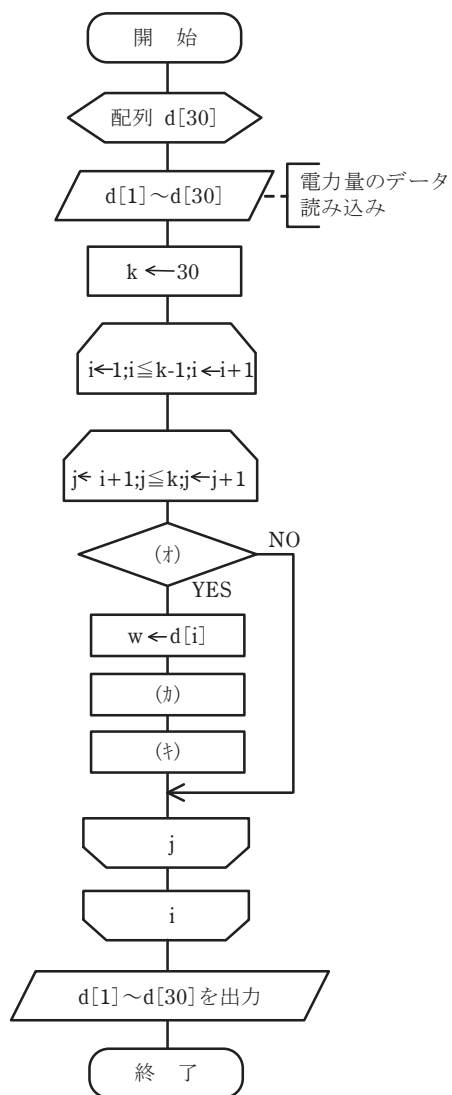 開 始
配列 d[30]
d[1]~d[30]
電力量のデータ
読み込み
k←30
i←1;i≦k-1;i←i+1
j← i+1;j≦k;j←j+1
(ｵ)
NO
YES
w←d[i]
(ｶ)
(ｷ)
j
i
d[1]~d[30]を出力
終 了